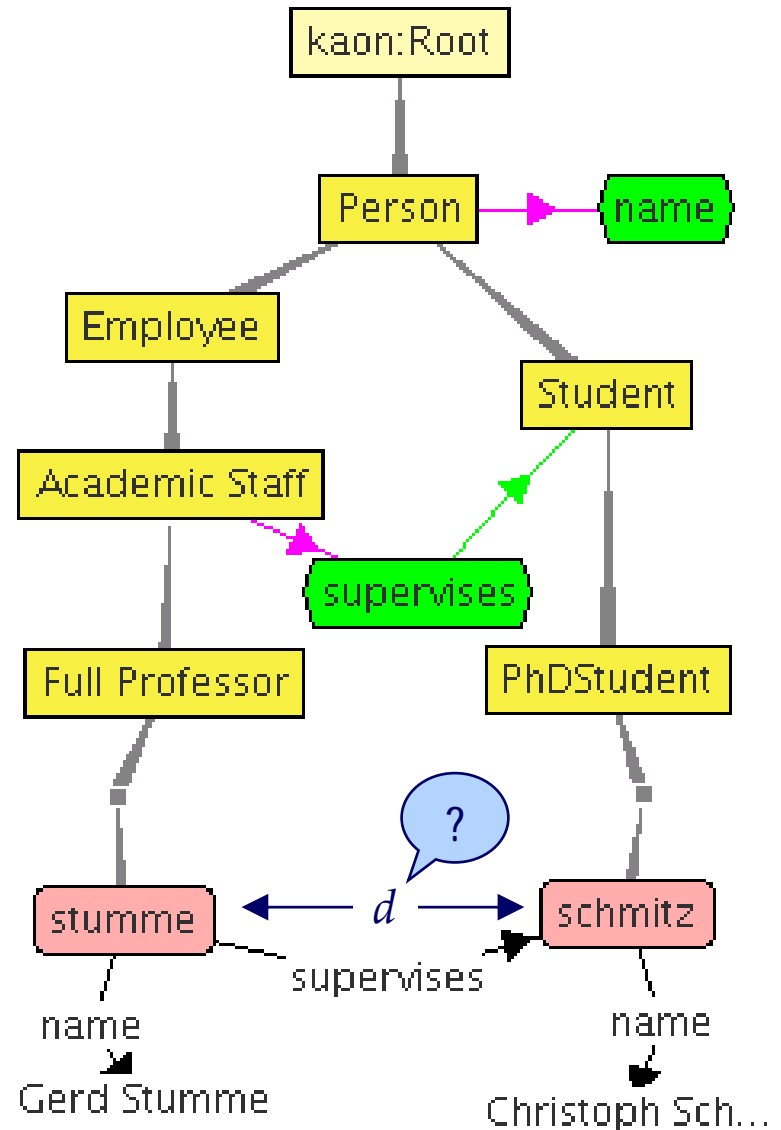 kaon:Root
Person
name
Employee
Student
Academic Staff
supervises
Full Professor
PhDStudent
?
stumme
d
schmitz
supervises
name
name
Gerd Stumme
Christoph Sch...